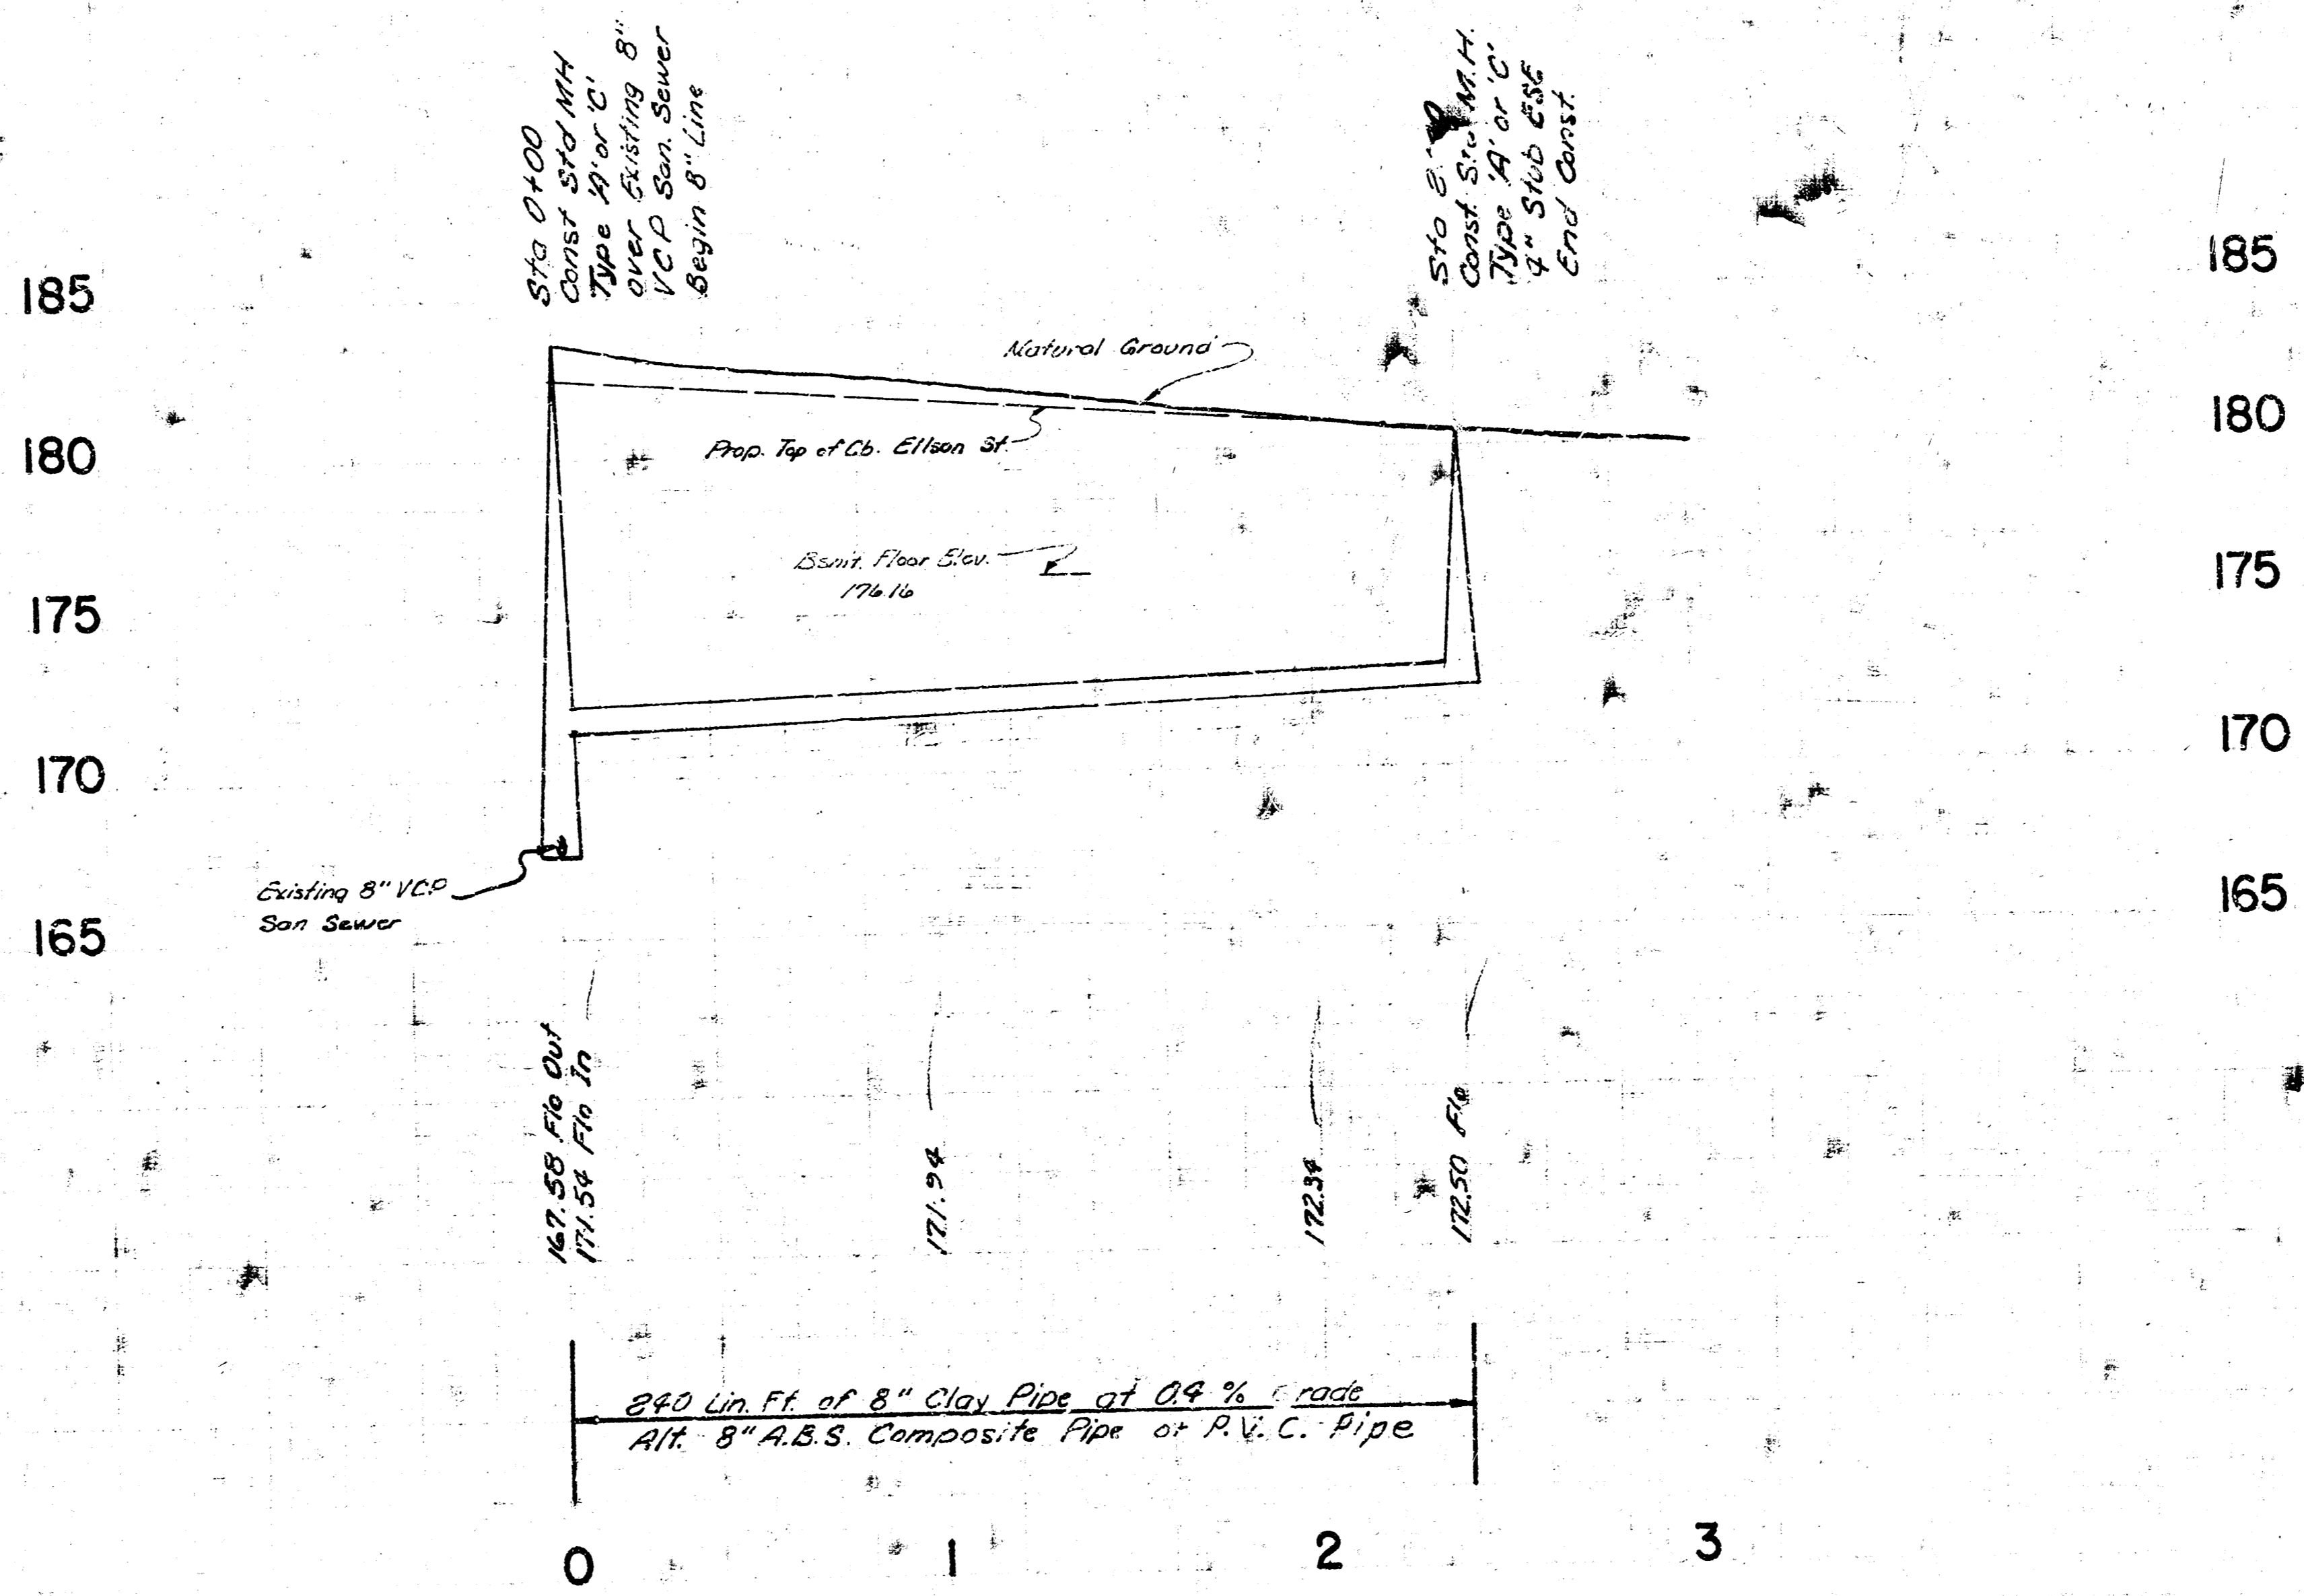 Sta 0+00
Const Std MH
Type 'A' or 'C'
over Existing 8"
VCP San. Sewer
Begin 8" Line
Sta
Const. Std M.H.
Type 'A' or 'C'
4" Stub ESE
End Const.
185
185
Natural Ground
180
180
Prop. Top of Cb. Ellson St.
Bsmt. Floor Elev.
176.16
175
175
170
170
Existing 8" VCP
San Sewer
165
165
167.58 Flo Out
171.54 Flo In
171.94
172.34
172.50 Flo
240 Lin. Ft. of 8" Clay Pipe at 0.4 % Grade
Alt. 8" A.B.S. Composite Pipe or P.V.C. Pipe
0
1
2
3